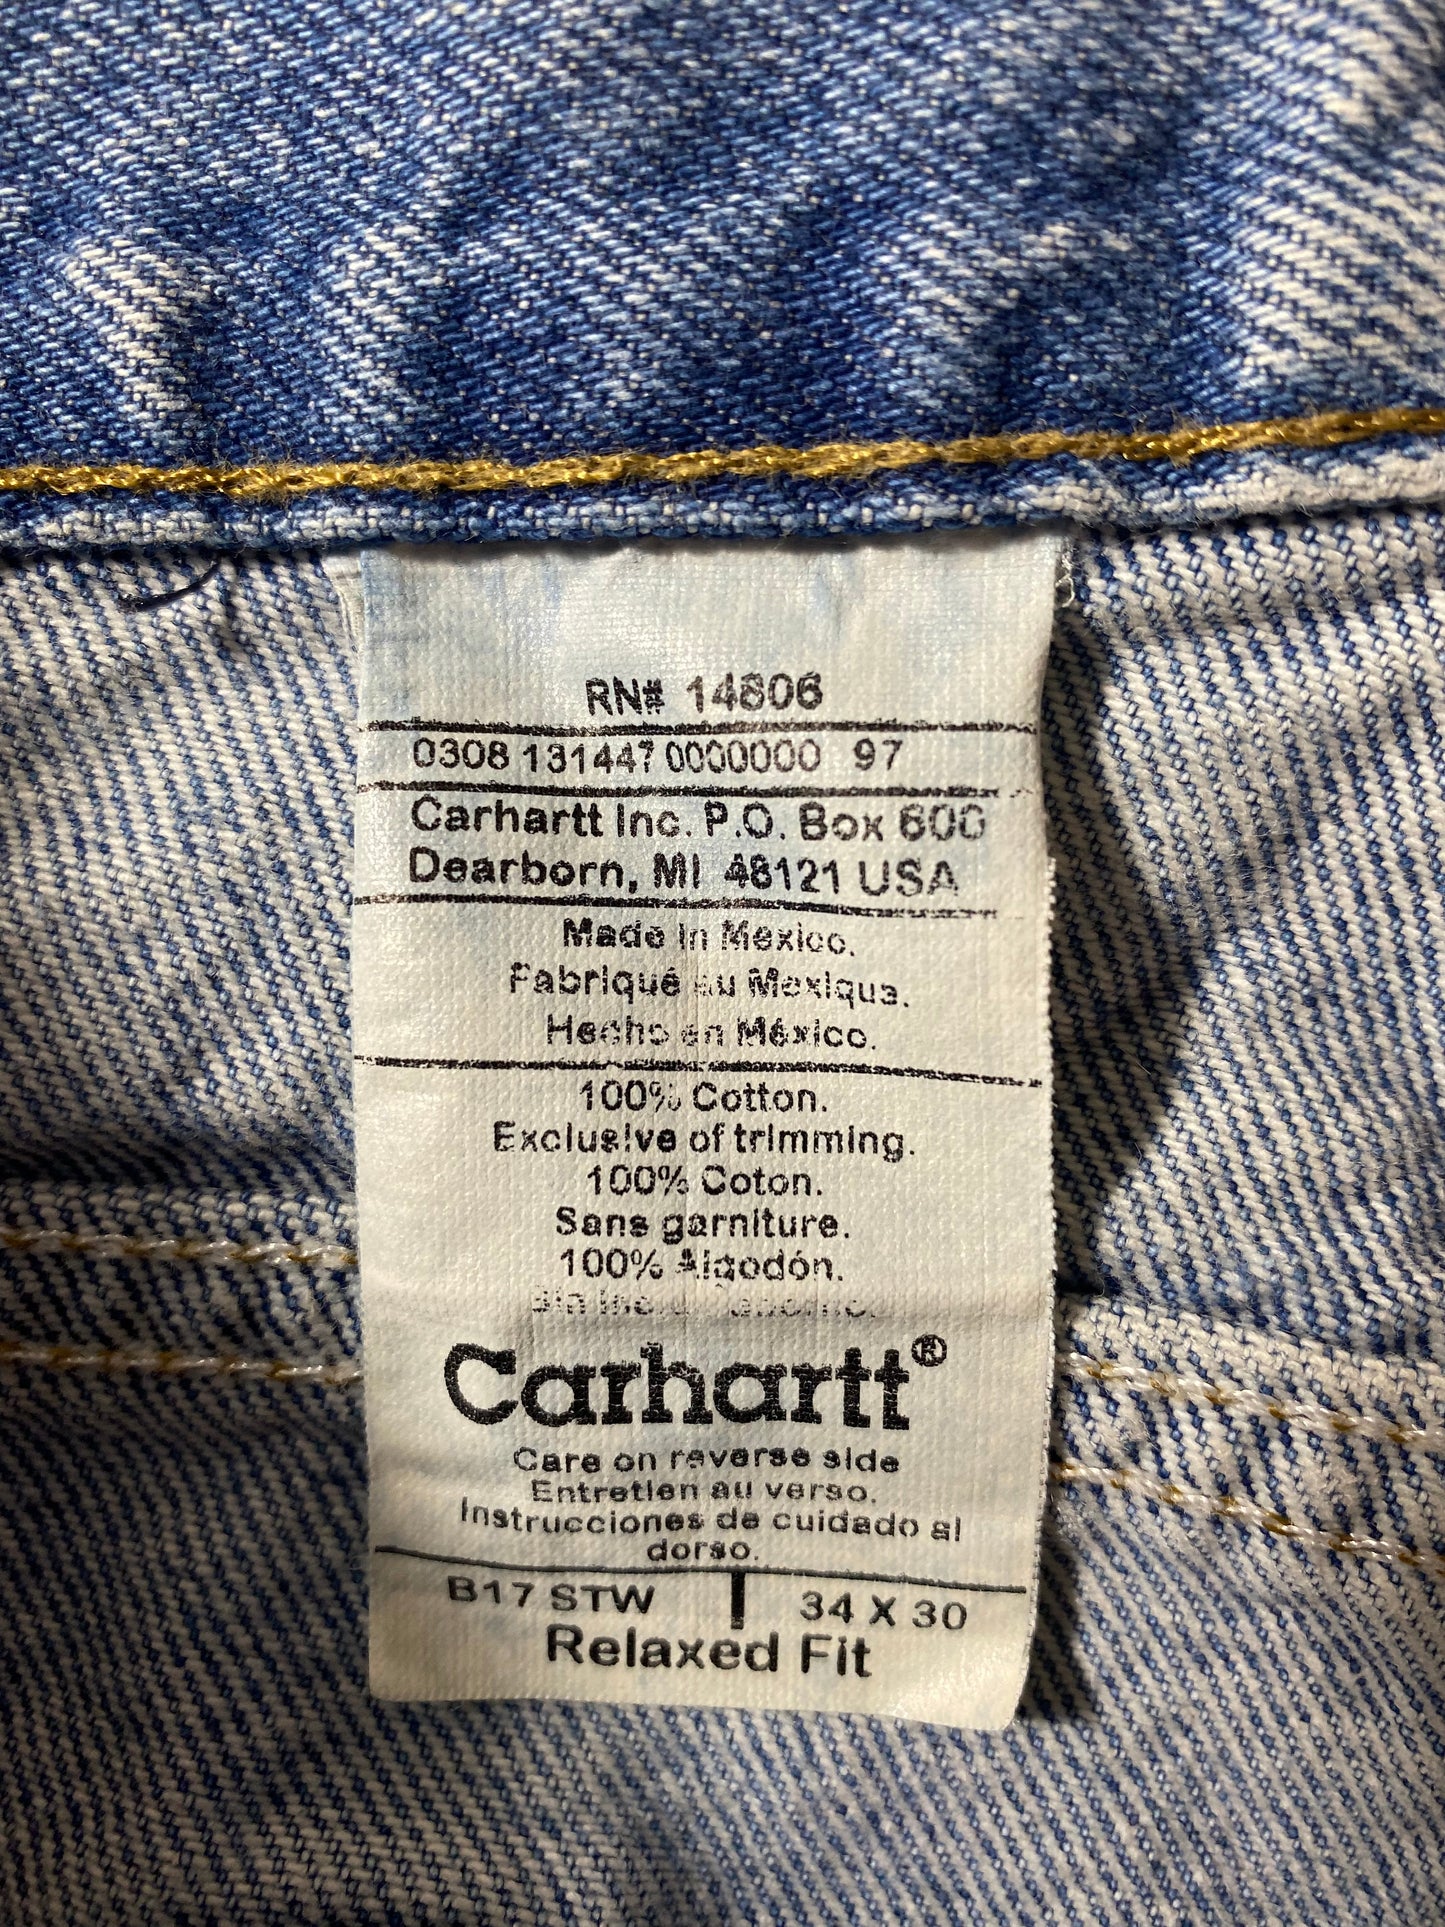 RN# 14806
0308 131447 0000000 97
Carhartt Inc. P.O. Box 600
Dearborn, MI 48121 USA
Made in Mexico.
Fabriqué au Mexique.
Hecho en México.
100% Cotton.
Exclusive of trimming.
100% Coton.
Sans garniture.
100% Algodón.
Sin
Carhartt®
Care on reverse side
Entretien au verso.
Instrucciones de cuidado al
dorso.
B17 STW | 34 X 30
Relaxed Fit